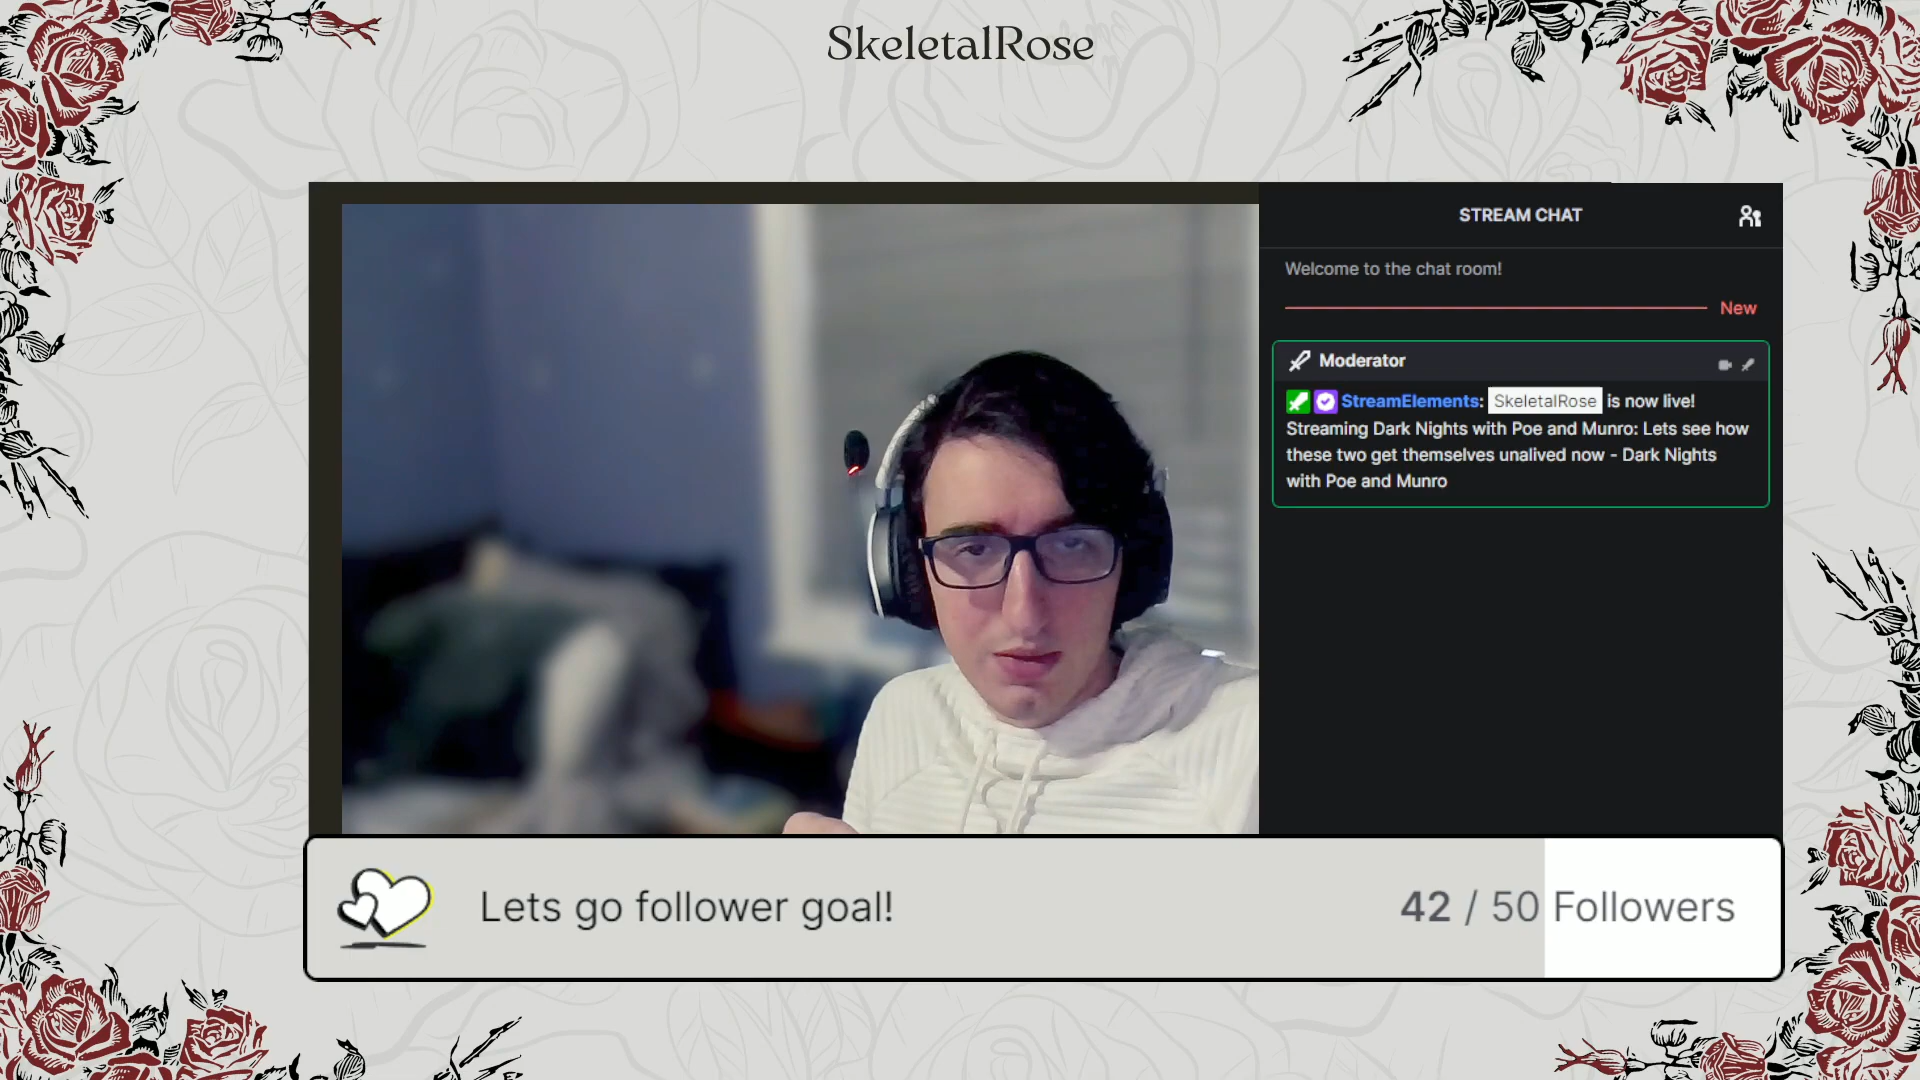 SkeletalRose
STREAM CHAT
Welcome to the chat room!
New
Moderator
StreamElements: SkeletalRose is now live!
Streaming Dark Nights with Poe and Munro: Lets see how
these two get themselves unalived now - Dark Nights
with Poe and Munro
Lets go follower goal!
42 / 50 Followers